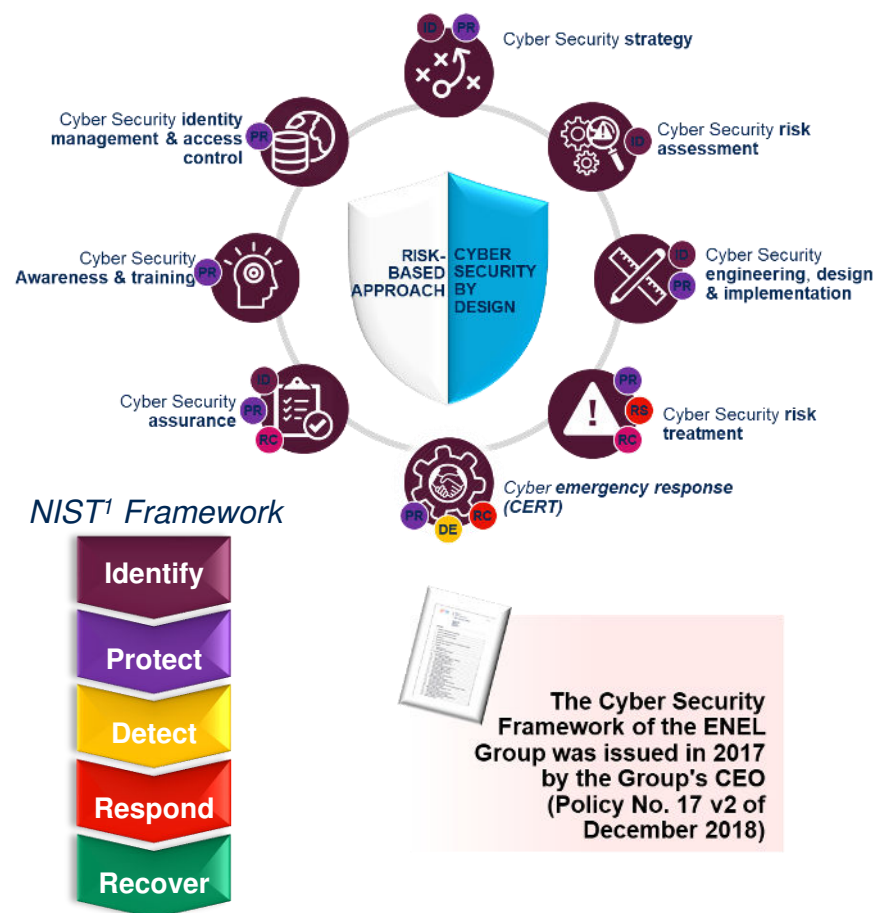 ID PR
Cyber Security strategy
Cyber Security identity
management & access
control
PR
Cyber Security risk
assessment
ID
RISK-
BASED
APPROACH
CYBER
SECURITY
BY
DESIGN
Cyber Security
Awareness & training
PR
ID
PR
Cyber Security
engineering, design
& implementation
Cyber Security
assurance
ID
PR
RC
PR
RS
RC
Cyber Security risk
treatment
!
Cyber emergency response
(CERT)
PR DE RC
NIST¹ Framework
Identify
Protect
Detect
Respond
Recover
The Cyber Security
Framework of the ENEL
Group was issued in 2017
by the Group's CEO
(Policy No. 17 v2 of
December 2018)